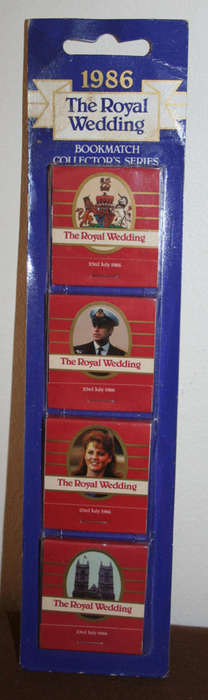 1986
The Royal
Wedding
BOOKMATCH
COLLECTOR'S SERIES
The Royal Wedding
23rd July 1986
The Royal Wedding
23rd July 1986
The Royal Wedding
23rd July 1986
The Royal Wedding
23rd July 1986